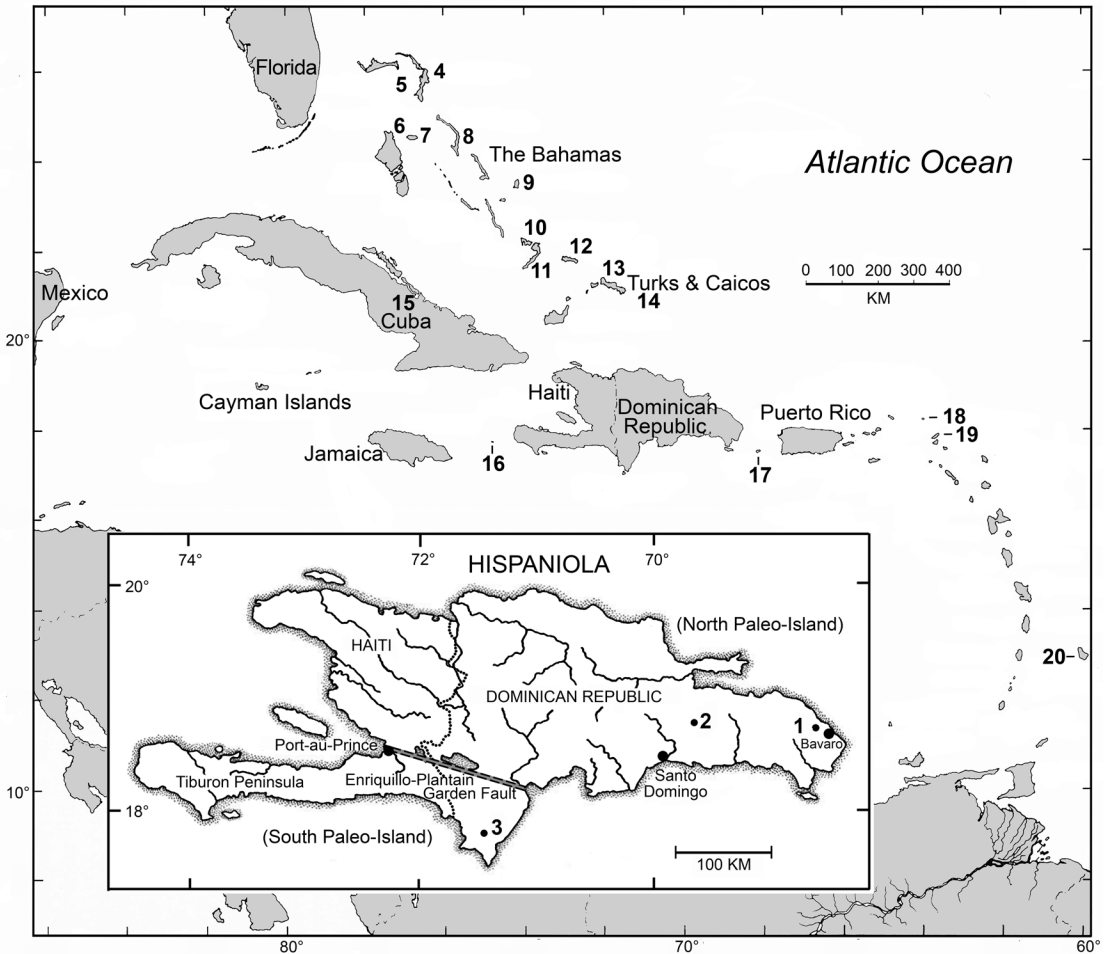 Florida
4
5
6
7
8
The Bahamas
Atlantic Ocean
9
10
12
11
13
Turks & Caicos
14
0 100 200 300 400
KM
Mexico
15
Cuba
20°
Haiti
Cayman Islands
Dominican
Republic
Puerto Rico
18
19
Jamaica
16
17
74°
72°
70°
HISPANIOLA
20°
(North Paleo-Island)
HAITI
20
DOMINICAN REPUBLIC
2
1
Bavaro
Port-au-Prince
Tiburon Peninsula
Enriquillo-Plantain
Garden Fault
Santo
Domingo
10°
18°
3
(South Paleo-Island)
100 KM
80°
70°
60°